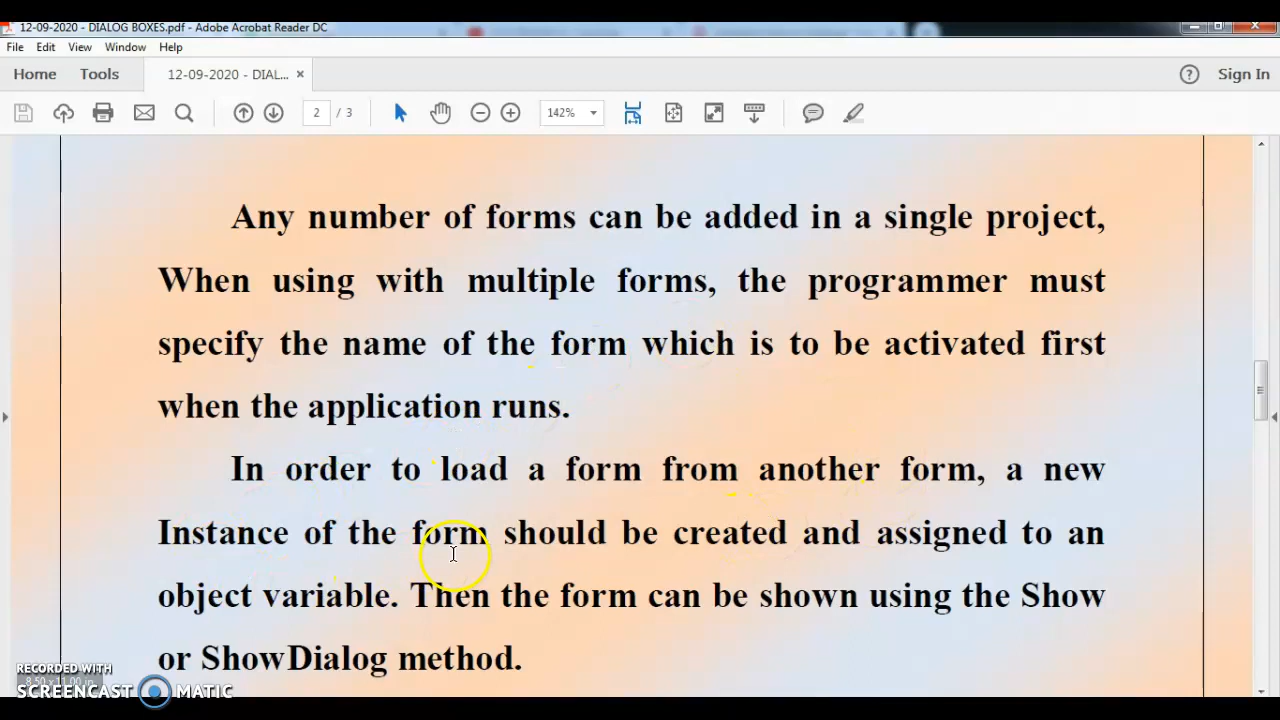 12-09-2020 - DIALOG BOXES.pdf - Adobe Acrobat Reader DC
File Edit View Window Help
Home Tools 12-09-2020 - DIAL... × ? Sign In
2 / 3 142%
Any number of forms can be added in a single project,
When using with multiple forms, the programmer must
specify the name of the form which is to be activated first
when the application runs.
In order to load a form from another form, a new
Instance of the form should be created and assigned to an
object variable. Then the form can be shown using the Show
or ShowDialog method.
RECORDED WITH
8.50 x 11.00 in
SCREENCAST MATIC